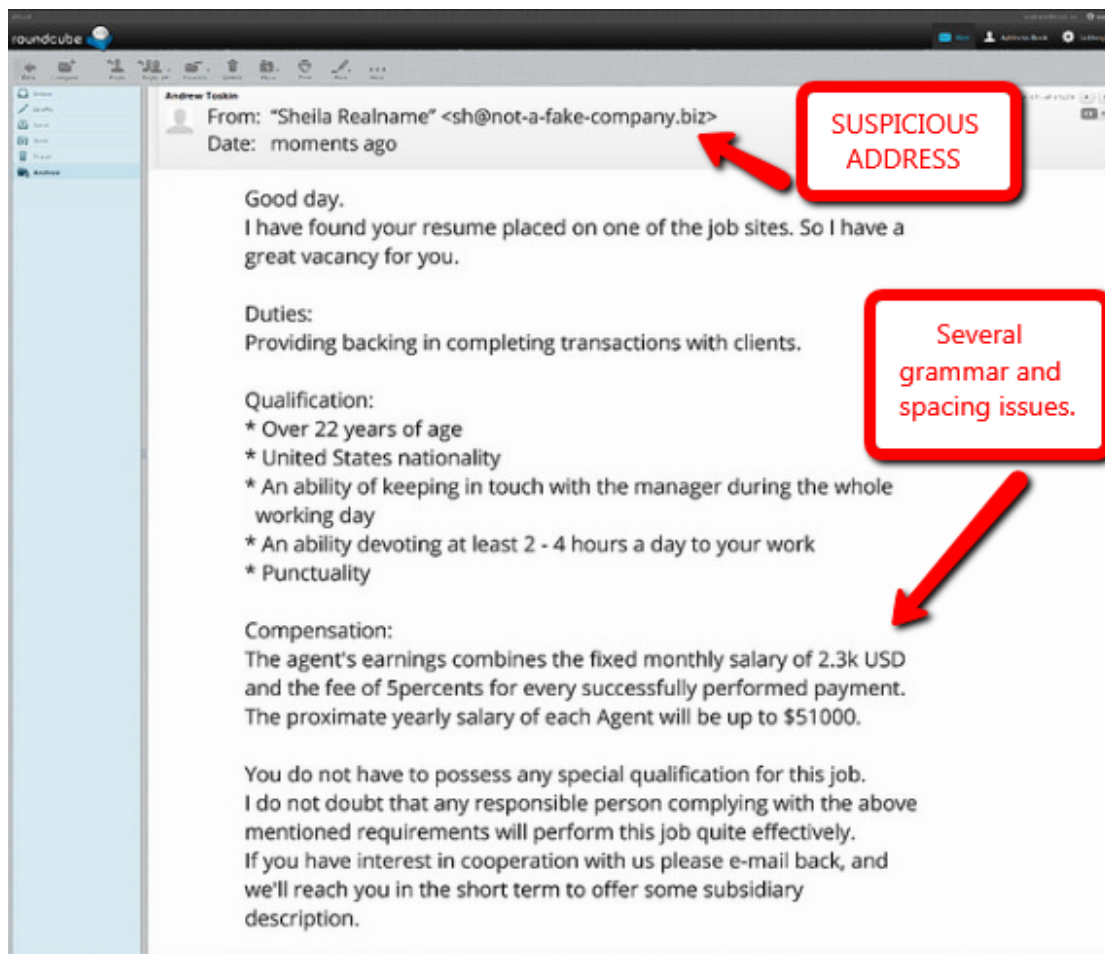 roundcube
Address Book
Andrew Toskin
From: “Sheila Realname” <sh@not-a-fake-company.biz>
Date: moments ago
SUSPICIOUS
ADDRESS
Andrew
Good day.
I have found your resume placed on one of the job sites. So I have a
great vacancy for you.
Duties:
Providing backing in completing transactions with clients.
Several
grammar and
spacing issues.
Qualification:
* Over 22 years of age
* United States nationality
* An ability of keeping in touch with the manager during the whole
working day
* An ability devoting at least 2 - 4 hours a day to your work
* Punctuality
Compensation:
The agent's earnings combines the fixed monthly salary of 2.3k USD
and the fee of 5percents for every successfully performed payment.
The proximate yearly salary of each Agent will be up to $51000.
You do not have to possess any special qualification for this job.
I do not doubt that any responsible person complying with the above
mentioned requirements will perform this job quite effectively.
If you have interest in cooperation with us please e-mail back, and
we'll reach you in the short term to offer some subsidiary
description.